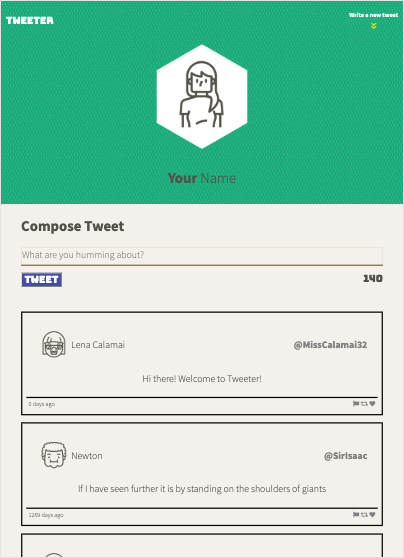 TWEETER
Write a new tweet
Your Name
Compose Tweet
What are you humming about?
TWEET 140
Lena Calamai @MissCalamai32
Hi there! Welcome to Tweeter!
0 days ago
Newton @SirIsaac
If I have seen further it is by standing on the shoulders of giants
1269 days ago